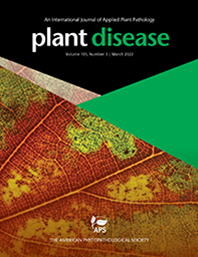 An International Journal of Applied Plant Pathology
plant disease
Volume 105, Number 3 | March 2022
APS
THE AMERICAN PHYTOPATHOLOGICAL SOCIETY